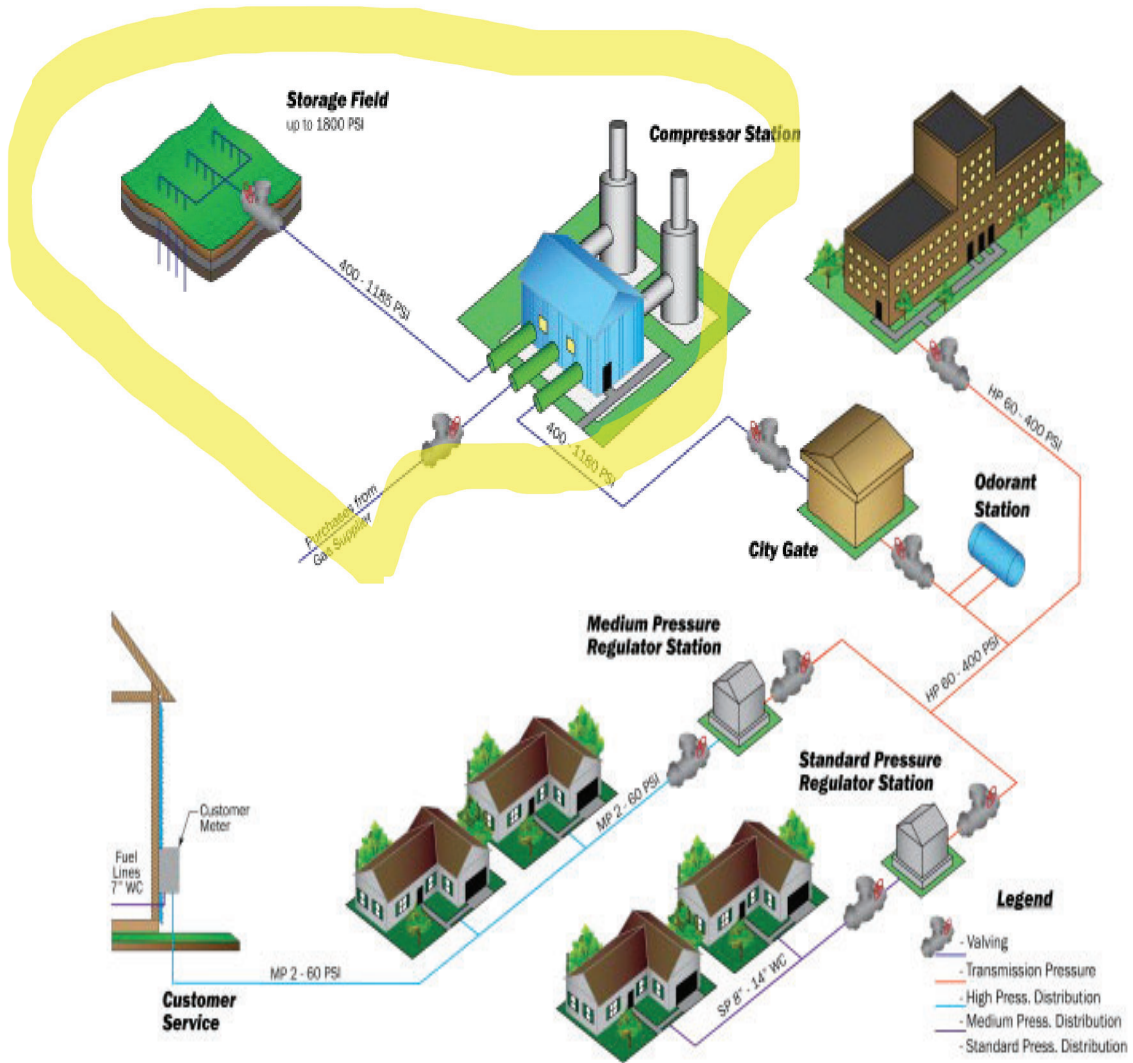 Storage Field
up to 1800 PSI
Compressor Station
400 - 1185 PSI
400 - 1180 PSI
Purchases from
Gas Supplier
HP 60 - 400 PSI
City Gate
Odorant
Station
HP 60 - 400 PSI
Medium Pressure
Regulator Station
MP 2 - 60 PSI
Standard Pressure
Regulator Station
SP 8" - 14" WC
Customer
Meter
Fuel
Lines
7" WC
MP 2 - 60 PSI
Customer
Service
Legend
- Valving
- Transmission Pressure
- High Press. Distribution
- Medium Press. Distribution
- Standard Press. Distribution